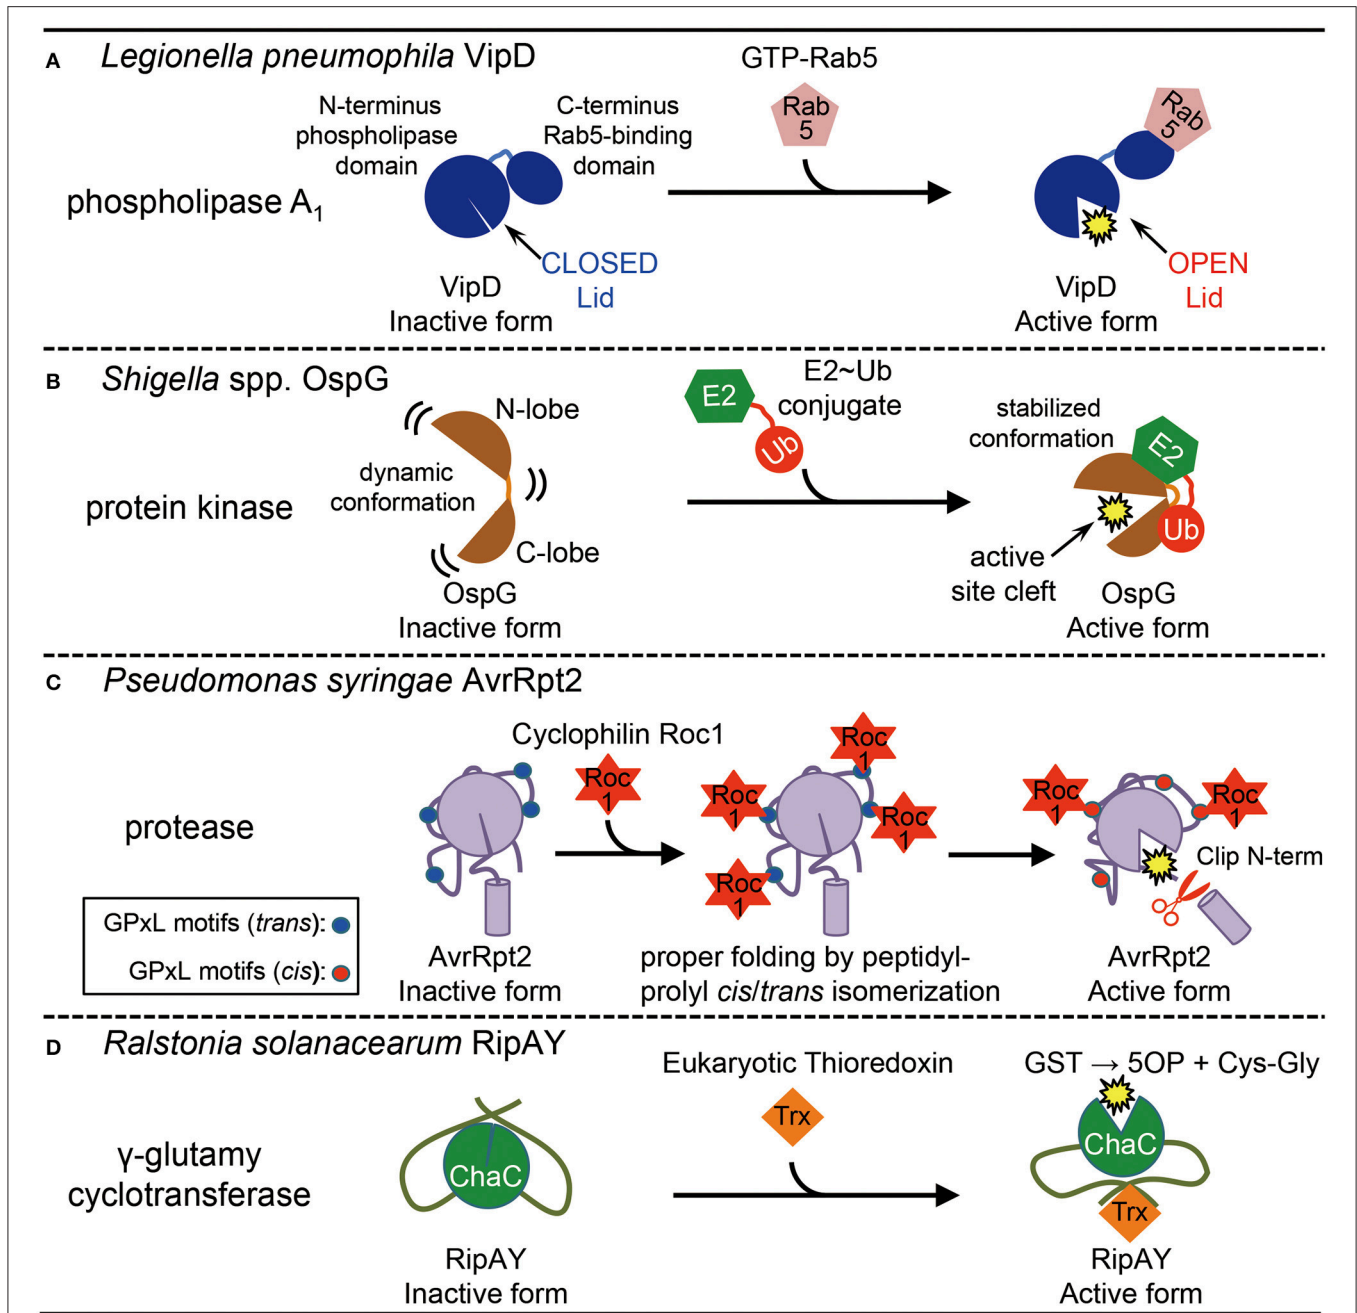 A Legionella pneumophila VipD
GTP-Rab5
N-terminus
phospholipase
domain
C-terminus
Rab5-binding
domain
Rab
5
Rab
5
phospholipase A₁
CLOSED
Lid
OPEN
Lid
VipD
Inactive form
VipD
Active form
B Shigella spp. OspG
N-lobe
dynamic
conformation
C-lobe
protein kinase
E2
Ub
E2~Ub
conjugate
stabilized
conformation
E2
Ub
active
site cleft
OspG
Inactive form
OspG
Active form
C Pseudomonas syringae AvrRpt2
Cyclophilin Roc1
Roc
1
Roc
1
Roc
1
Roc
1
Roc
1
Roc
1
Roc
1
protease
Clip N-term
GPxL motifs (trans):
GPxL motifs (cis):
AvrRpt2
Inactive form
proper folding by peptidyl-
prolyl cis/trans isomerization
AvrRpt2
Active form
D Ralstonia solanacearum RipAY
Eukaryotic Thioredoxin
GST → 5OP + Cys-Gly
Trx
ChaC
ChaC
Trx
γ-glutamy
cyclotransferase
RipAY
Inactive form
RipAY
Active form